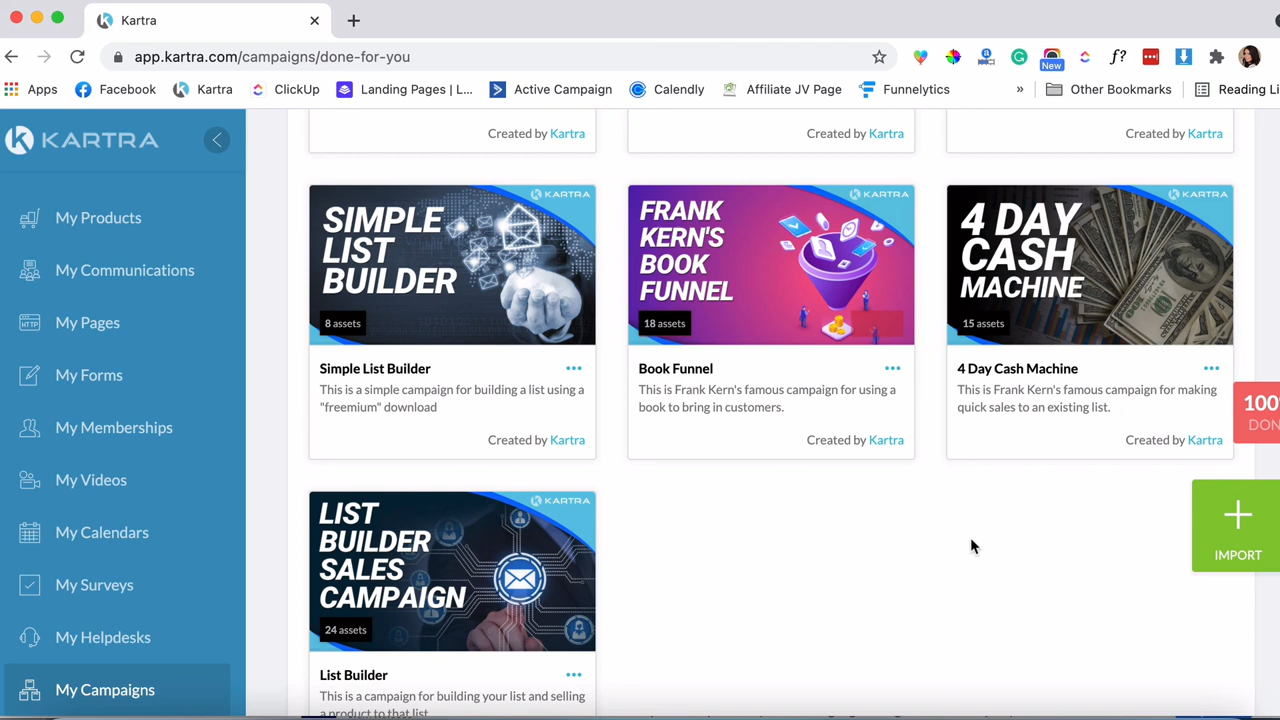 Kartra
app.kartra.com/campaigns/done-for-you
f?
New
Apps
Facebook
Kartra
ClickUp
Landing Pages | L...
Active Campaign
Calendly
Affiliate JV Page
Funnelytics
»
Other Bookmarks
Reading Li
KARTRA
My Products
My Communications
HTTP
My Pages
My Forms
My Memberships
My Videos
My Calendars
My Surveys
My Helpdesks
My Campaigns
Created by Kartra
Created by Kartra
Created by Kartra
KARTRA
SIMPLE
LIST
BUILDER
8 assets
Simple List Builder
This is a simple campaign for building a list using a
"freemium" download
Created by Kartra
KARTRA
FRANK
KERN'S
BOOK
FUNNEL
18 assets
Book Funnel
This is Frank Kern's famous campaign for using a
book to bring in customers.
Created by Kartra
KARTRA
4 DAY
CASH
MACHINE
15 assets
4 Day Cash Machine
This is Frank Kern's famous campaign for making
quick sales to an existing list.
Created by Kartra
KARTRA
LIST
BUILDER
SALES
CAMPAIGN
24 assets
List Builder
This is a campaign for building your list and selling
a product to that list.
100
DON
IMPORT